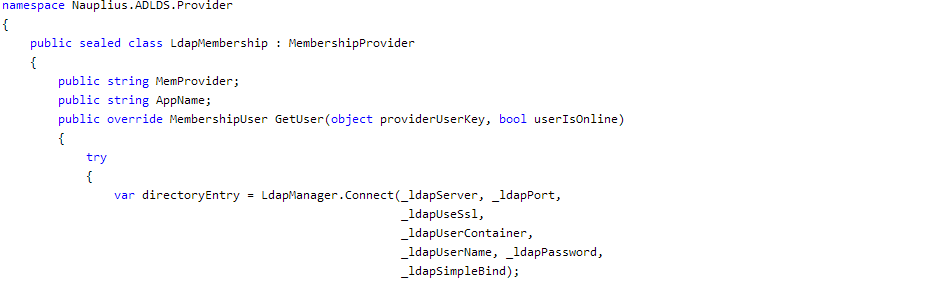 namespace Nauplius.ADLDS.Provider
{
    public sealed class LdapMembership : MembershipProvider
    {
        public string MemProvider;
        public string AppName;
        public override MembershipUser GetUser(object providerUserKey, bool userIsOnline)
        {
            try
            {
                var directoryEntry = LdapManager.Connect(_ldapServer, _ldapPort,
                                                         _ldapUseSsl,
                                                         _ldapUserContainer,
                                                         _ldapUserName, _ldapPassword,
                                                         _ldapSimpleBind);